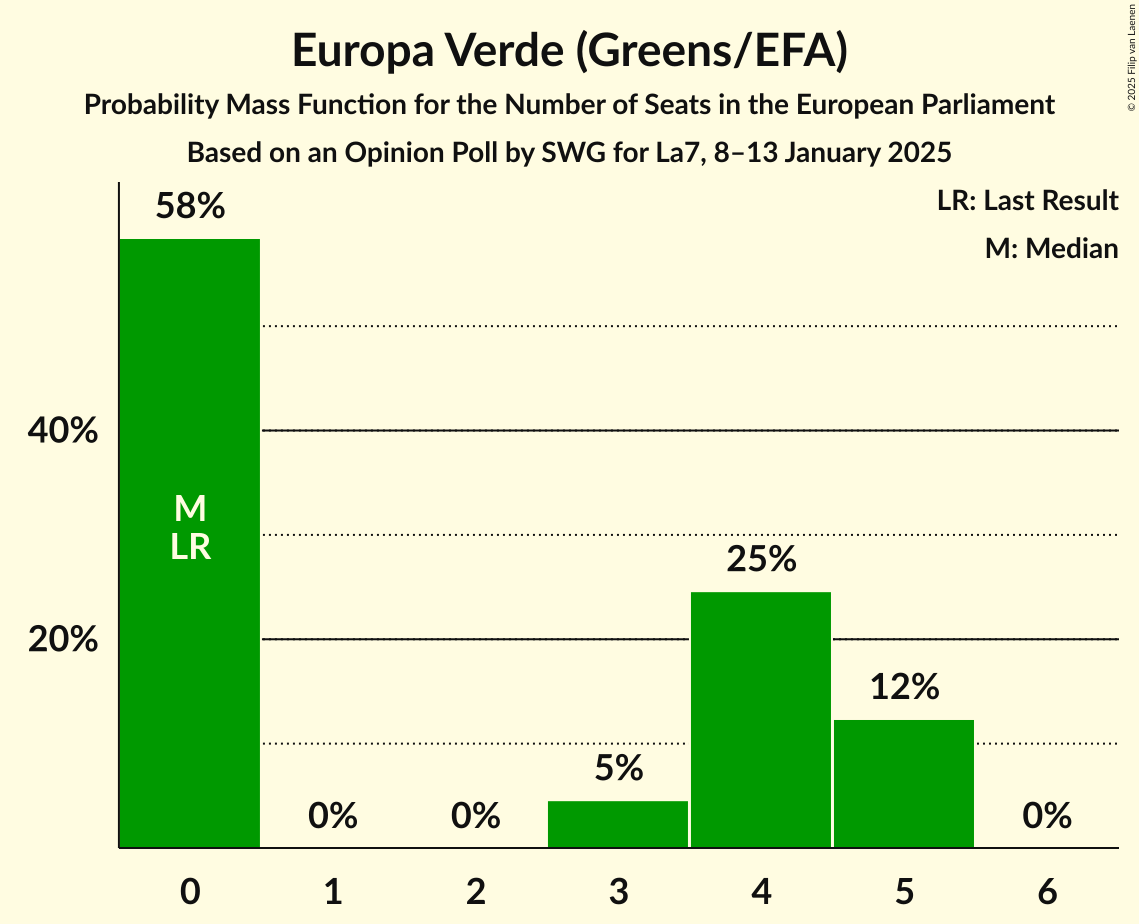 Europa Verde (Greens/EFA)
Probability Mass Function for the Number of Seats in the European Parliament
Based on an Opinion Poll by SWG for La7, 8–13 January 2025
© 2025 Filip van Laenen
LR: Last Result
M: Median
58%
40%
M
LR
25%
20%
12%
5%
0%
0%
0%
0
1
2
3
4
5
6